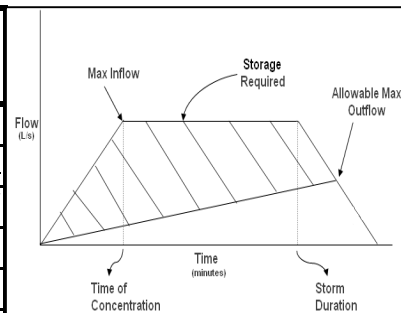 Max Inflow
Storage
Required
Allowable Max
Outflow
Flow
(L/s)
Time
(minutes)
Time of
Concentration
Storm
Duration